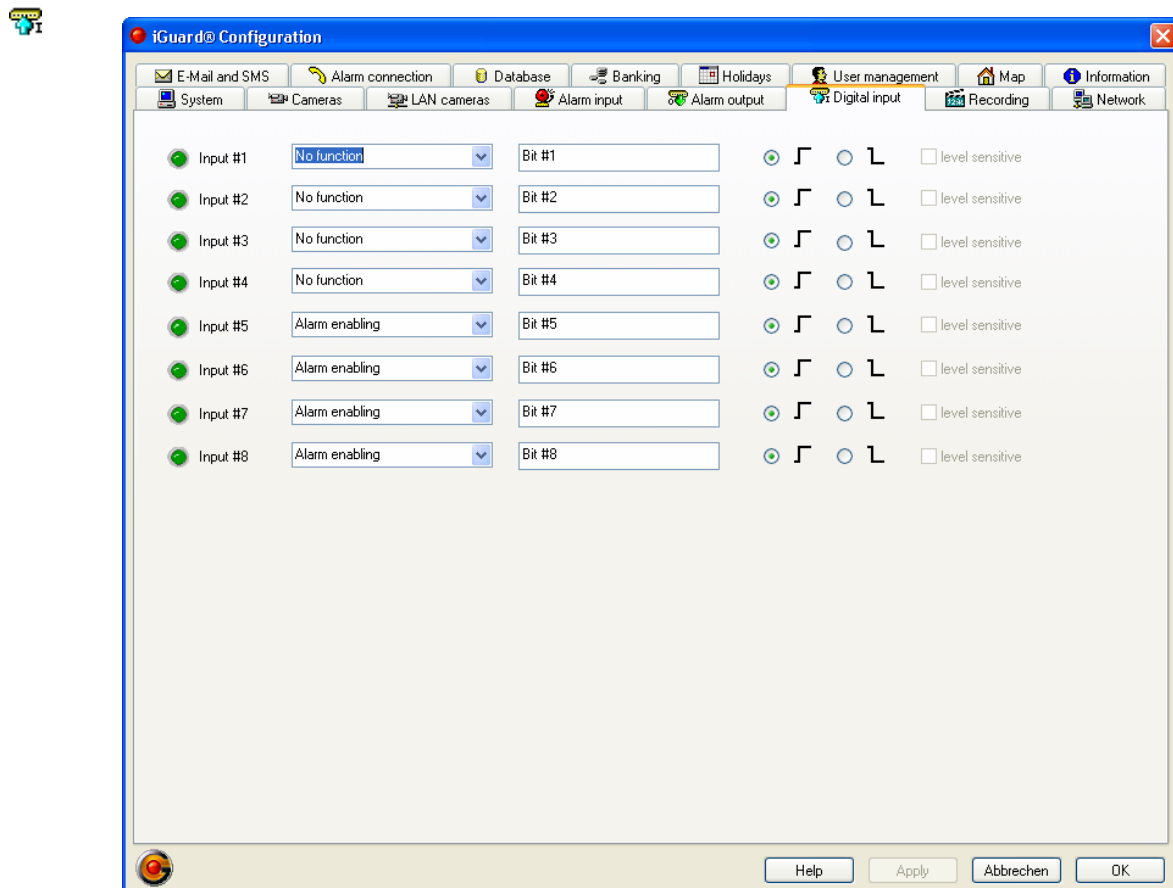 iGuard® Configuration
E-Mail and SMS Alarm connection Database Banking Holidays User management Map Information
System Cameras LAN cameras Alarm input Alarm output Digital input Recording Network
Input #1 No function Bit #1 level sensitive
Input #2 No function Bit #2 level sensitive
Input #3 No function Bit #3 level sensitive
Input #4 No function Bit #4 level sensitive
Input #5 Alarm enabling Bit #5 level sensitive
Input #6 Alarm enabling Bit #6 level sensitive
Input #7 Alarm enabling Bit #7 level sensitive
Input #8 Alarm enabling Bit #8 level sensitive
Help Apply Abbrechen OK